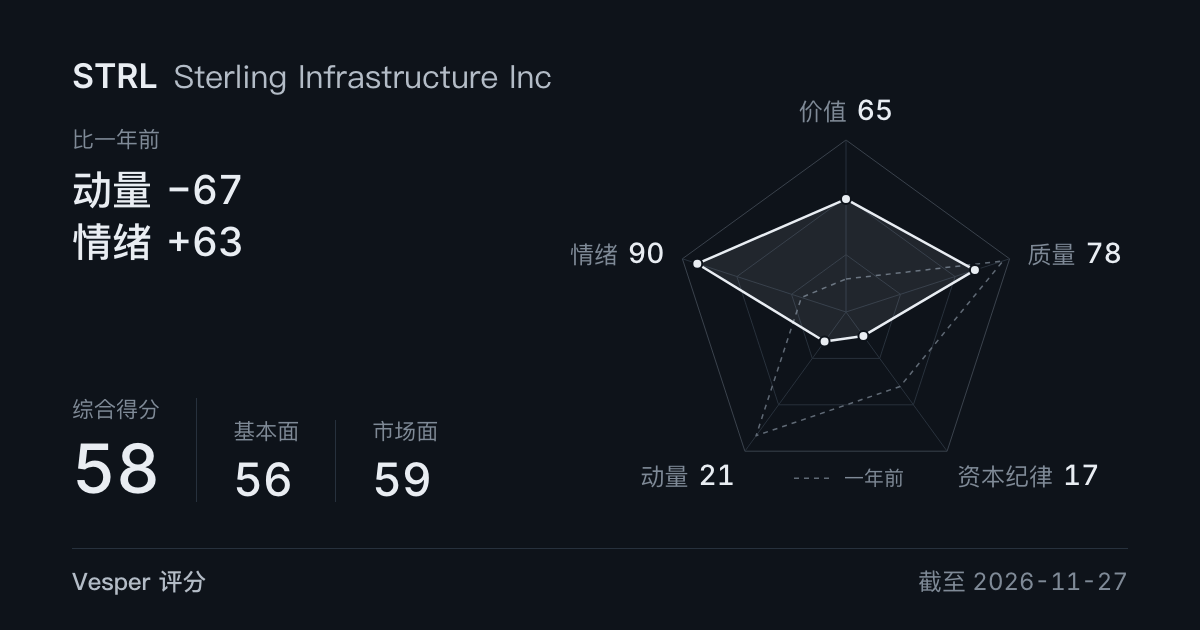 STRL Sterling Infrastructure Inc
比一年前
动量 −67
情绪 +63
价值 65
情绪 90
质量 78
动量 21
一年前
资本纪律 17
综合得分
58
基本面
56
市场面
59
Vesper 评分
截至 2026-11-27